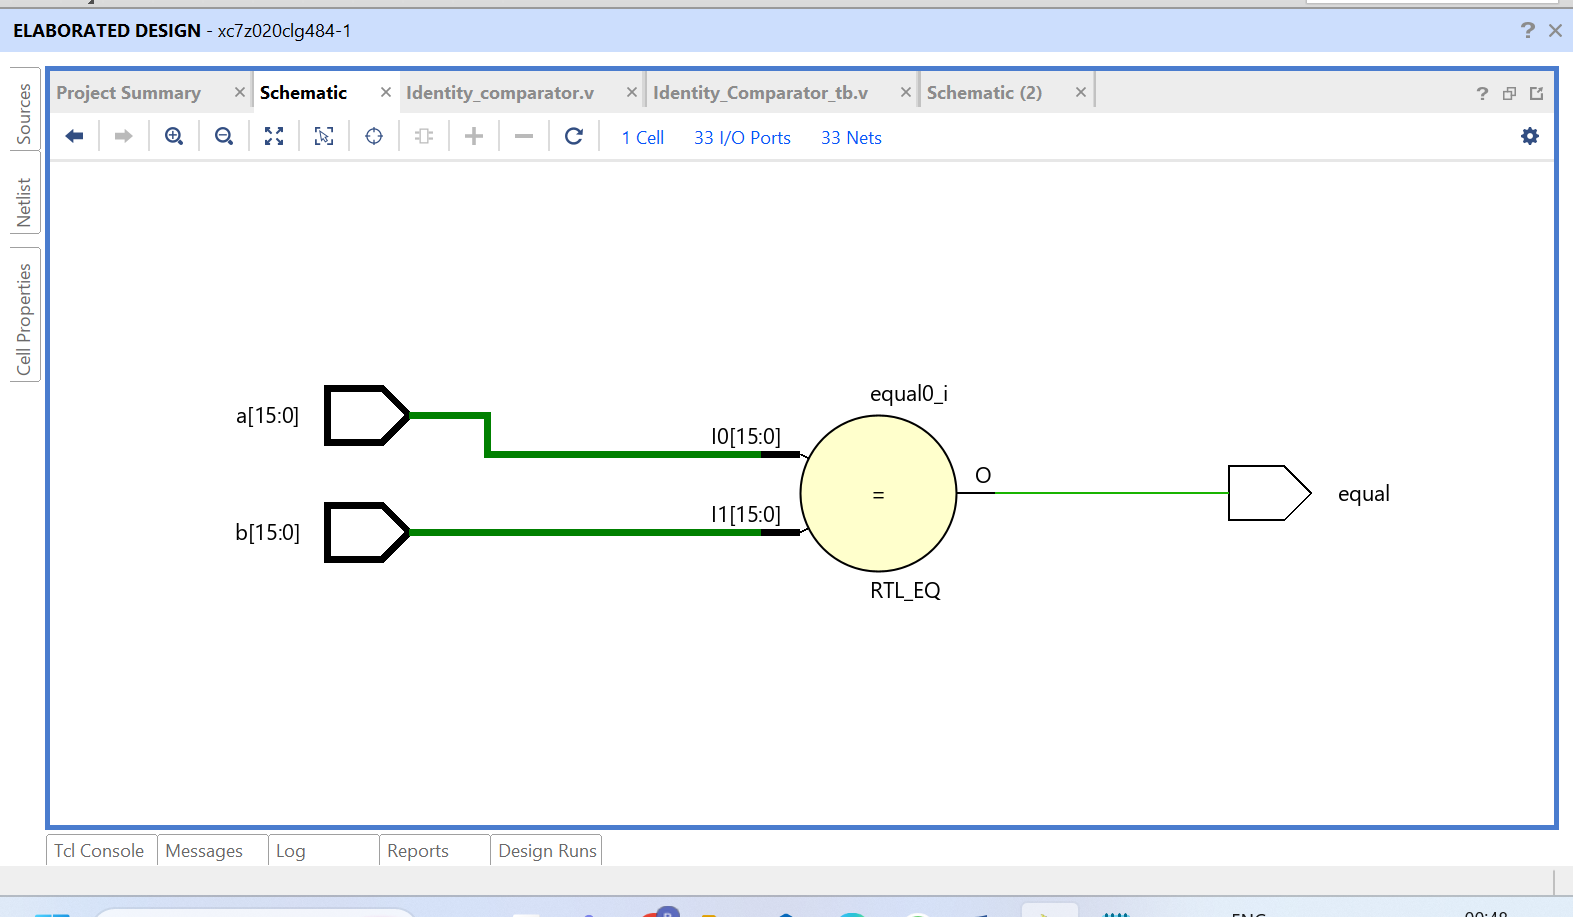 ELABORATED DESIGN - xc7z020clg484-1
Sources
Netlist
Cell Properties
Project Summary
Schematic
Identity_comparator.v
Identity_Comparator_tb.v
Schematic (2)
1 Cell 33 I/O Ports 33 Nets
equal0_i
a[15:0]
I0[15:0]
b[15:0]
I1[15:0]
=
O
equal
RTL_EQ
Tcl Console
Messages
Log
Reports
Design Runs